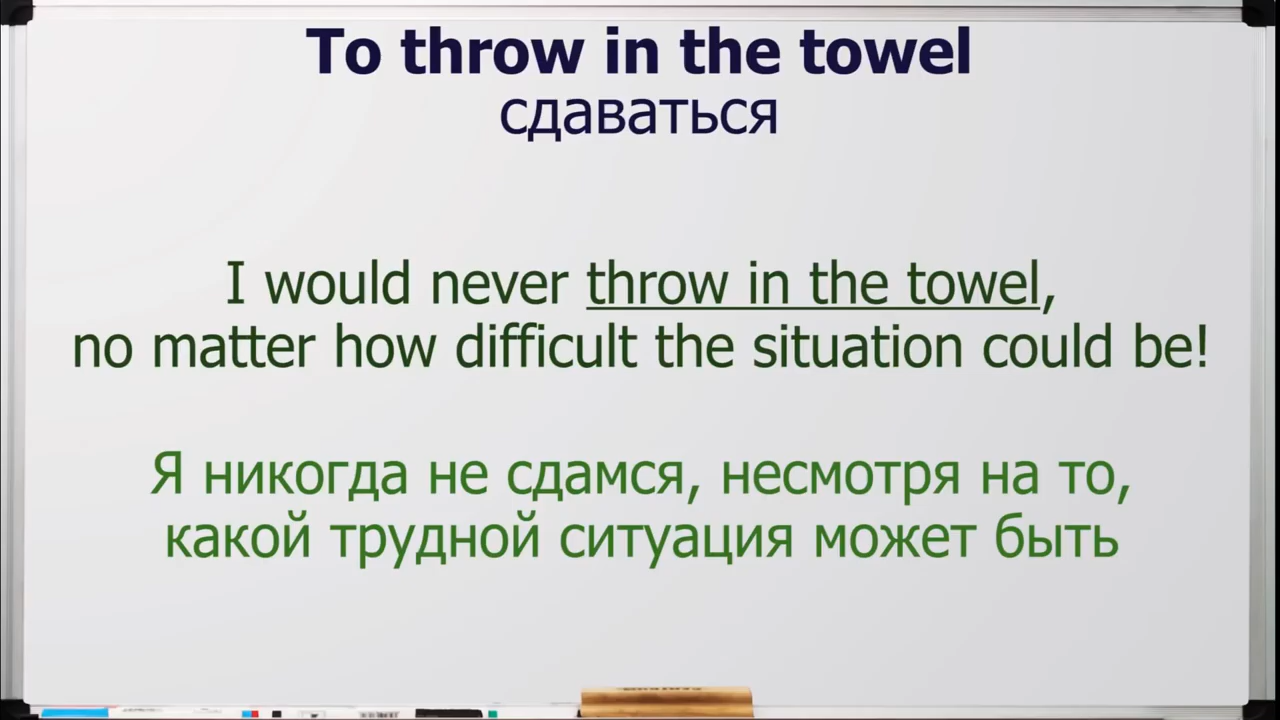 To throw in the towel
сдаваться
I would never throw in the towel,
no matter how difficult the situation could be!
Я никогда не сдамся, несмотря на то,
какой трудной ситуация может быть